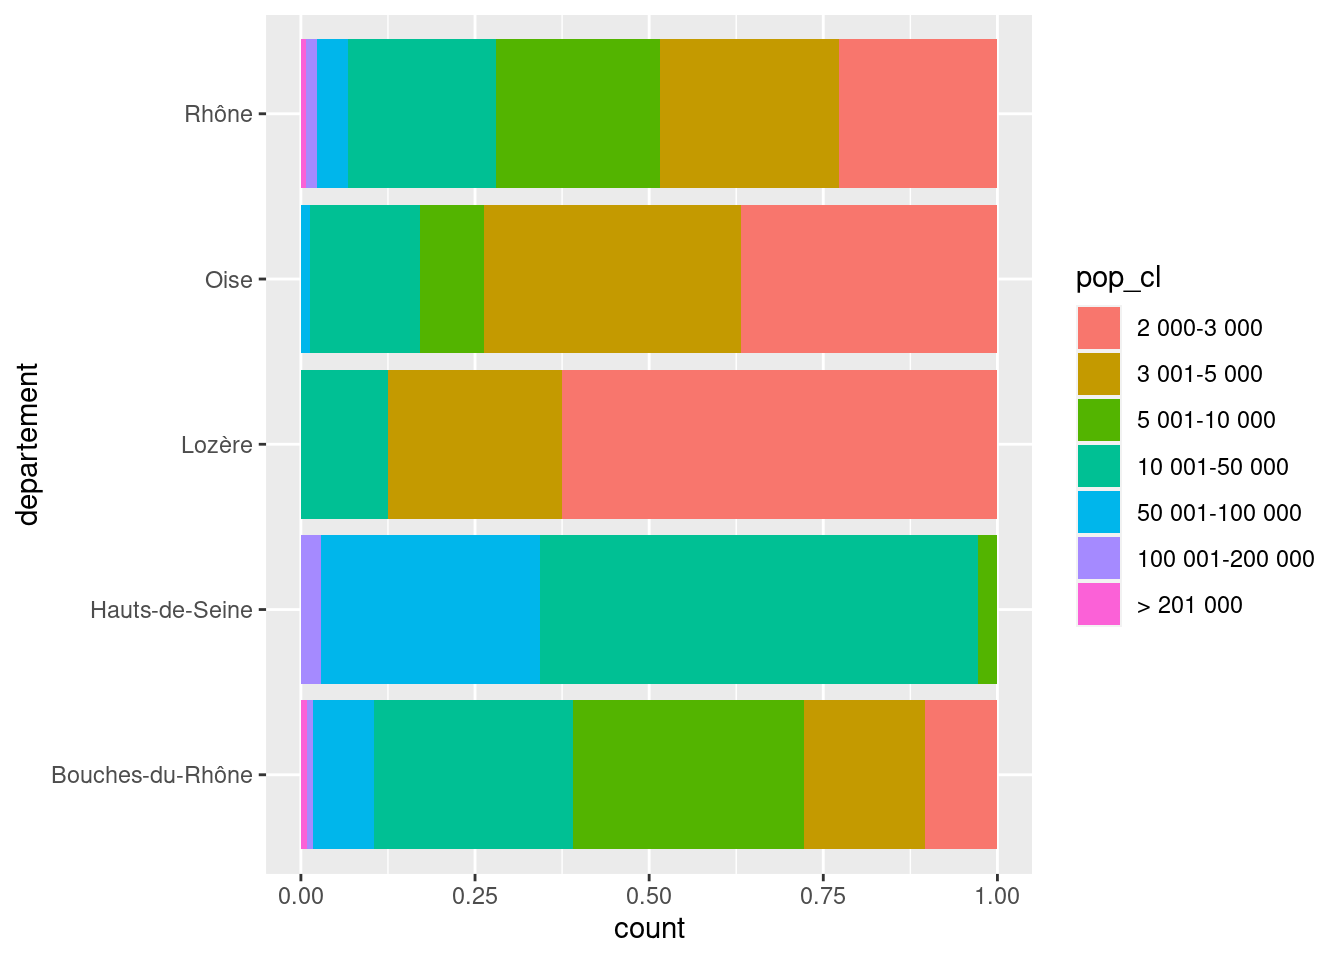 departement
Rhône
Oise
Lozère
Hauts-de-Seine
Bouches-du-Rhône
0.00 0.25 0.50 0.75 1.00
count
pop_cl
2 000-3 000
3 001-5 000
5 001-10 000
10 001-50 000
50 001-100 000
100 001-200 000
> 201 000